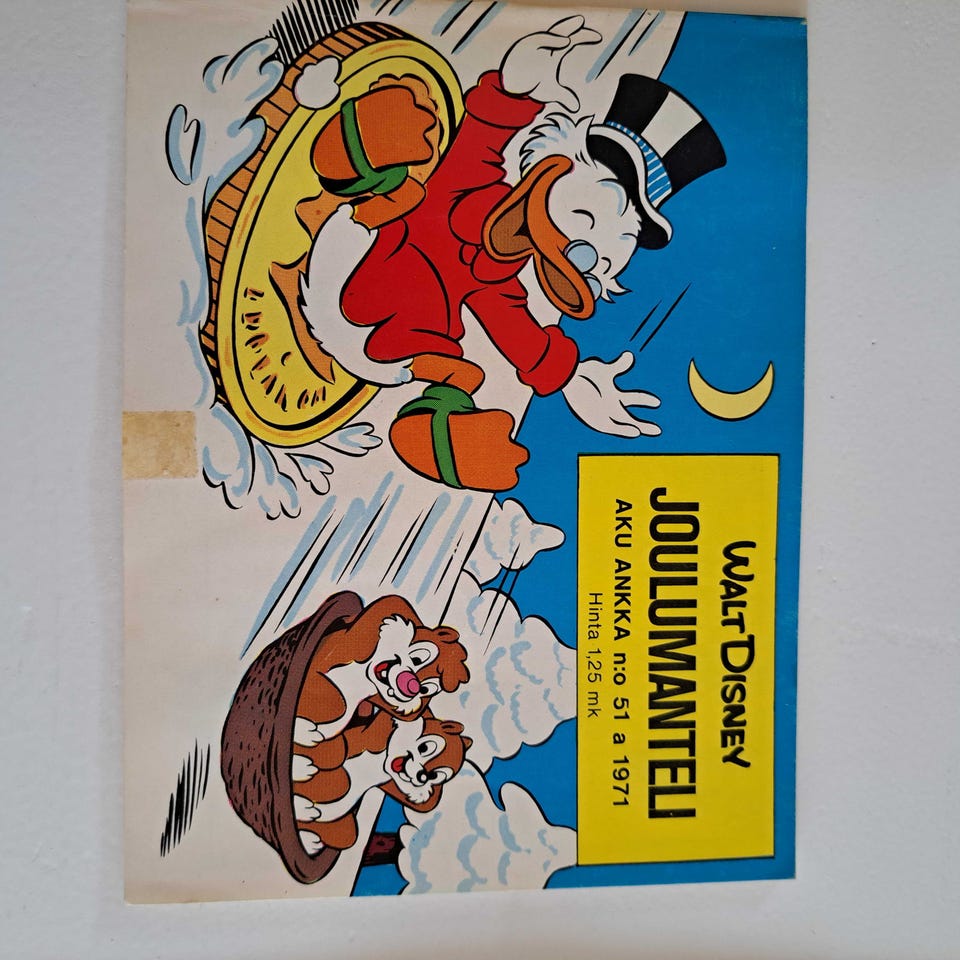 WALT DISNEY
JOULUMANTELI
AKU ANKKA n:o 51 a 1971
Hinta 1,25 mk